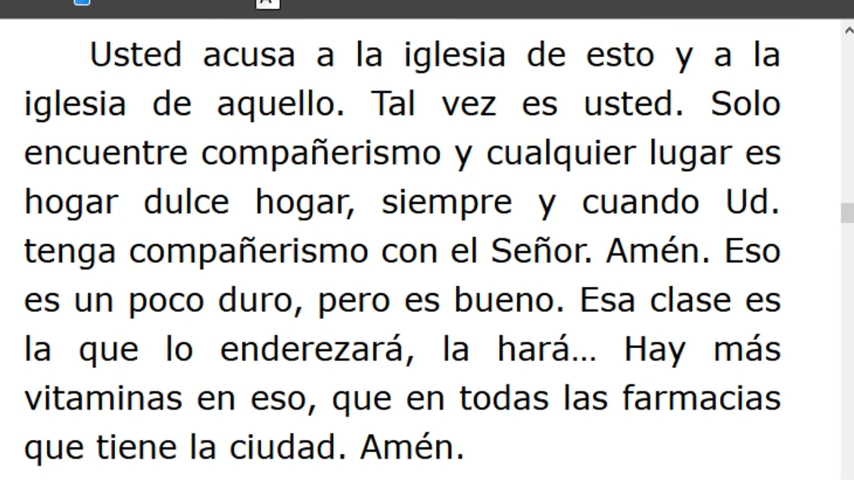 Usted acusa a la iglesia de esto y a la
iglesia de aquello. Tal vez es usted. Solo
encuentre compañerismo y cualquier lugar es
hogar dulce hogar, siempre y cuando Ud.
tenga compañerismo con el Señor. Amén. Eso
es un poco duro, pero es bueno. Esa clase es
la que lo enderezará, la hará... Hay más
vitaminas en eso, que en todas las farmacias
que tiene la ciudad. Amén.